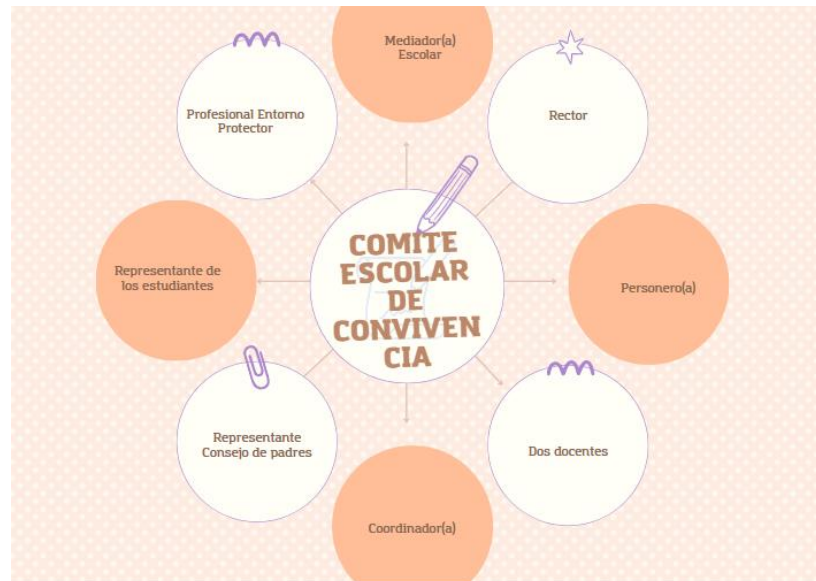 Mediador(a)
Escolar
Profesional Entorno
Protector
Rector
COMITE
ESCOLAR
DE
CONVIVEN
CIA
Representante de
los estudiantes
Personero(a)
Representante
Consejo de padres
Dos docentes
Coordinador(a)